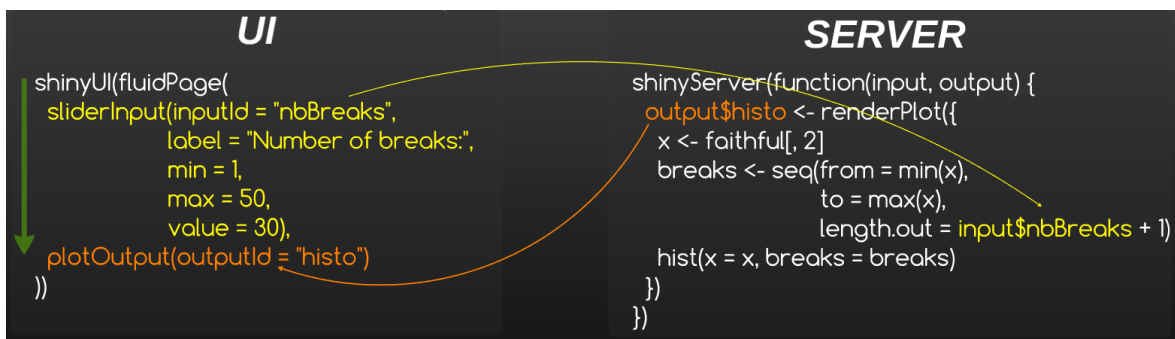 UI
shinyUI(fluidPage(
sliderInput(inputId = "nbBreaks",
label = "Number of breaks:",
min = 1,
max = 50,
value = 30),
plotOutput(outputId = "histo")
))
SERVER
shinyServer(function(input, output) {
output$histo <- renderPlot({
x <- faithful[, 2]
breaks <- seq(from = min(x),
to = max(x),
length.out = input$nbBreaks + 1)
hist(x = x, breaks = breaks)
})
})